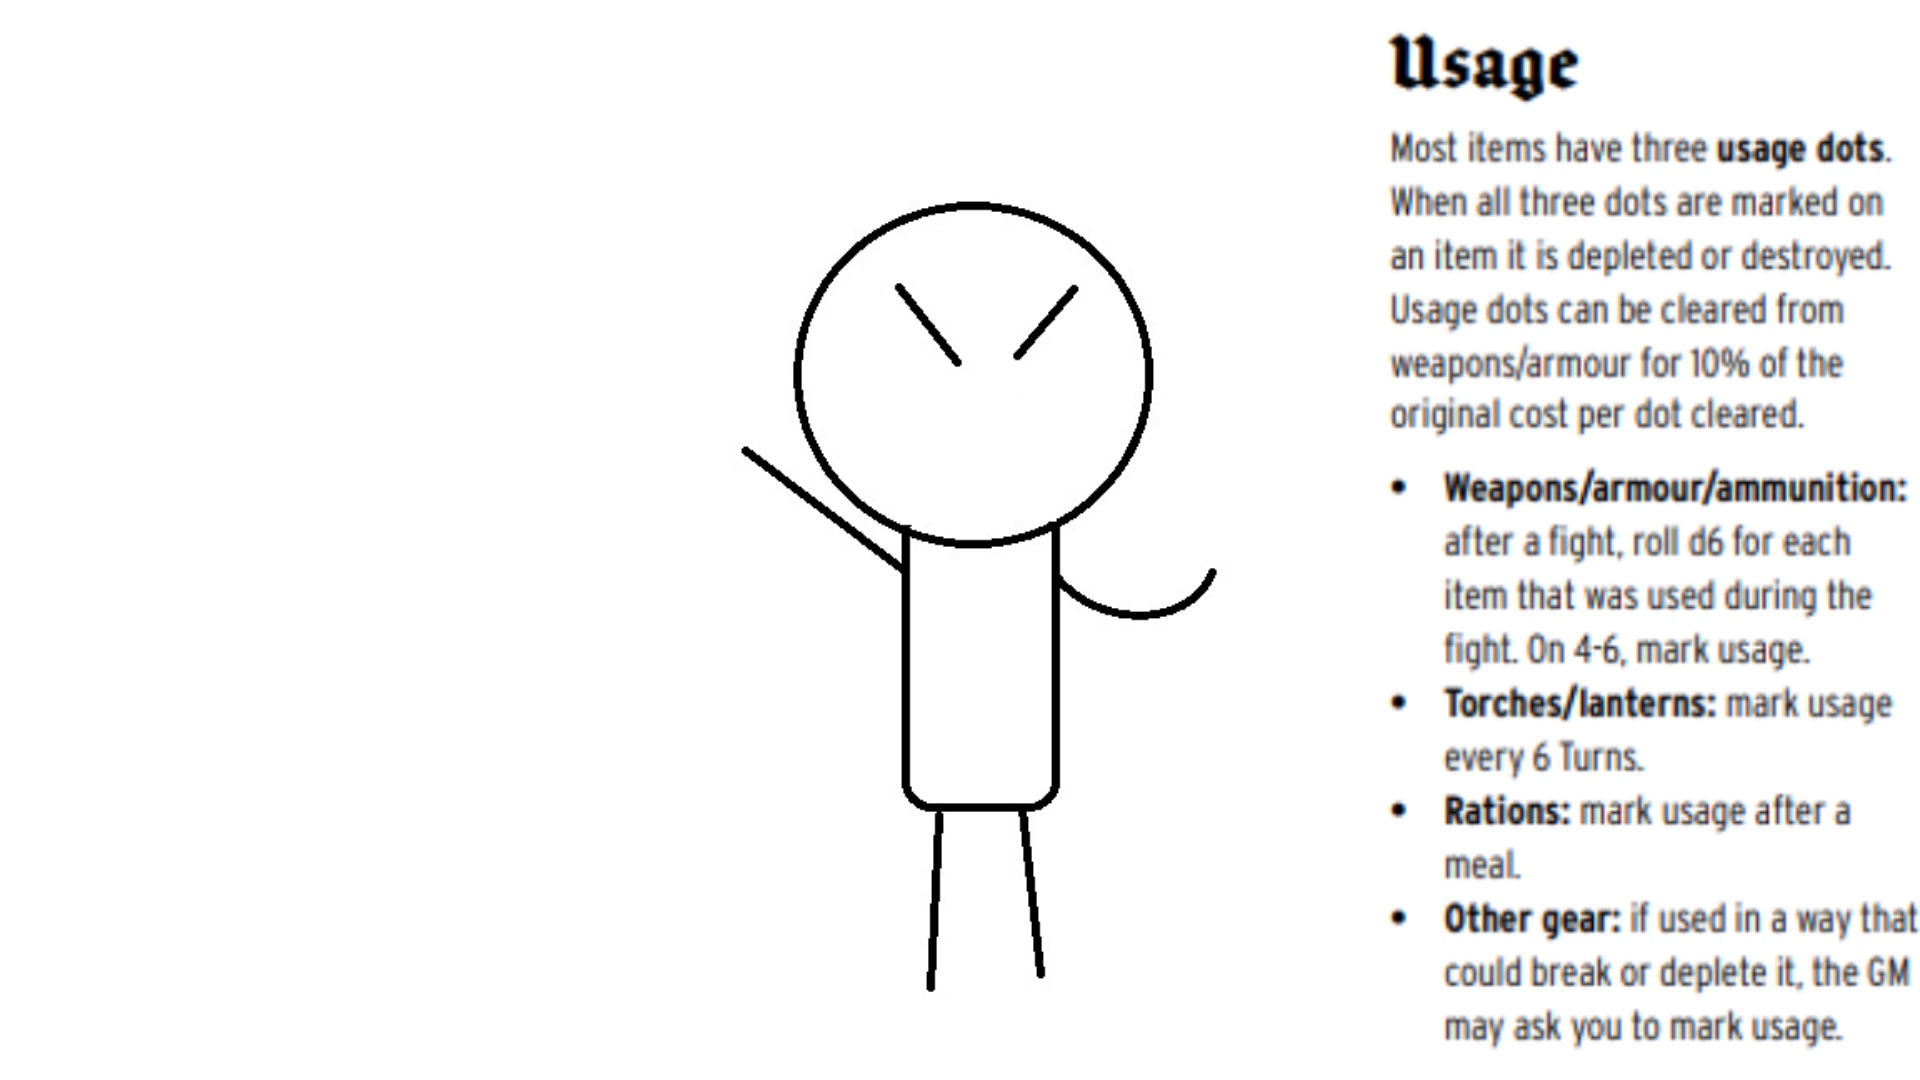 Usage
Most items have three usage dots.
When all three dots are marked on
an item it is depleted or destroyed.
Usage dots can be cleared from
weapons/armour for 10% of the
original cost per dot cleared.
• Weapons/armour/ammunition:
after a fight, roll d6 for each
item that was used during the
fight. On 4-6, mark usage.
• Torches/lanterns: mark usage
every 6 Turns.
• Rations: mark usage after a
meal.
• Other gear: if used in a way that
could break or deplete it, the GM
may ask you to mark usage.